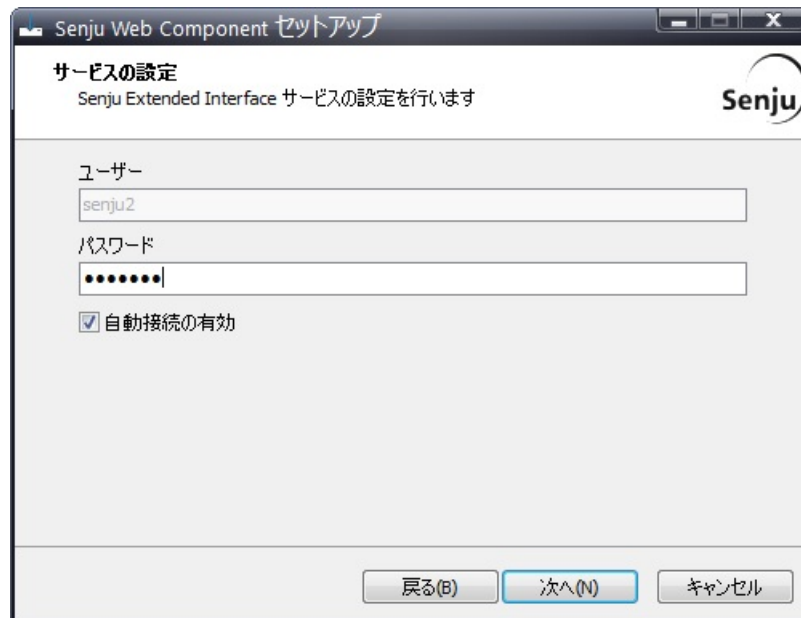 Senju Web Component セットアップ
サービスの設定
Senju Extended Interface サービスの設定を行います
Senju
ユーザー
senju2
パスワード
•••••••
自動接続の有効
戻る(B)
次へ(N)
キャンセル